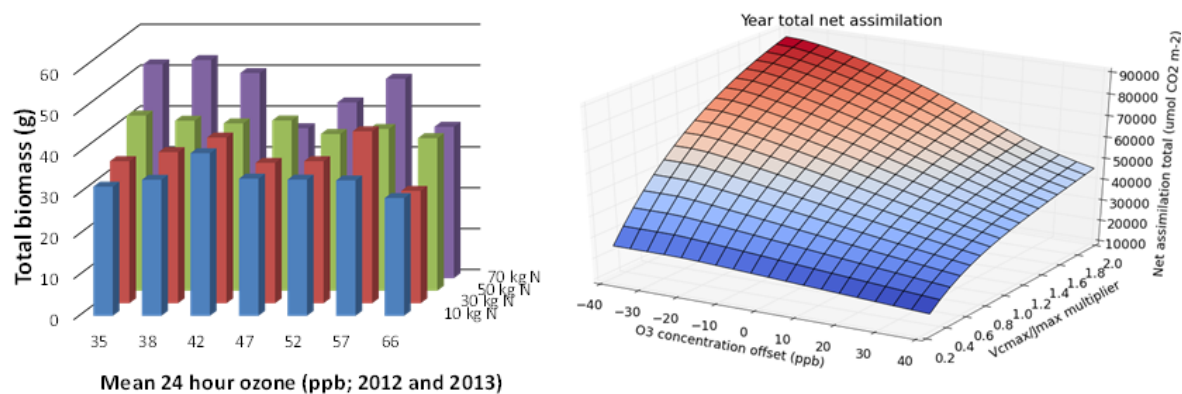 Total biomass (g)
60
50
40
30
20
10
0
70 kg N
50 kg N
30 kg N
10 kg N
35 38 42 47 52 57 66
Mean 24 hour ozone (ppb; 2012 and 2013)
Year total net assimilation
90000
80000
70000
60000
50000
40000
30000
20000
10000
Net assimilation total (umol CO2 m-2)
−40 −30 −20 −10 0 10 20 30 40
O3 concentration offset (ppb)
0.2 0.4 0.6 0.8 1.0 1.2 1.4 1.6 1.8 2.0
Vcmax/Jmax multiplier